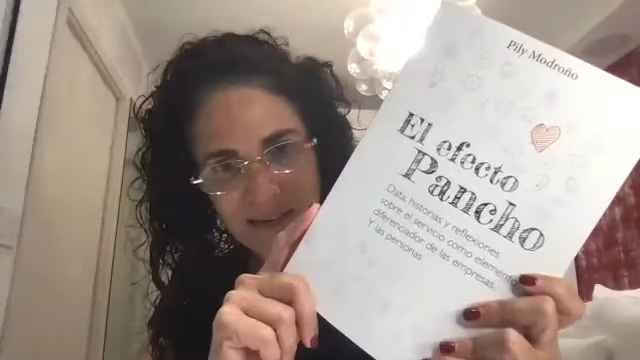 Pily Modroño
El efecto
Pancho
Data, historias y reflexiones
sobre el servicio como elemento
diferenciador de las empresas
y las personas